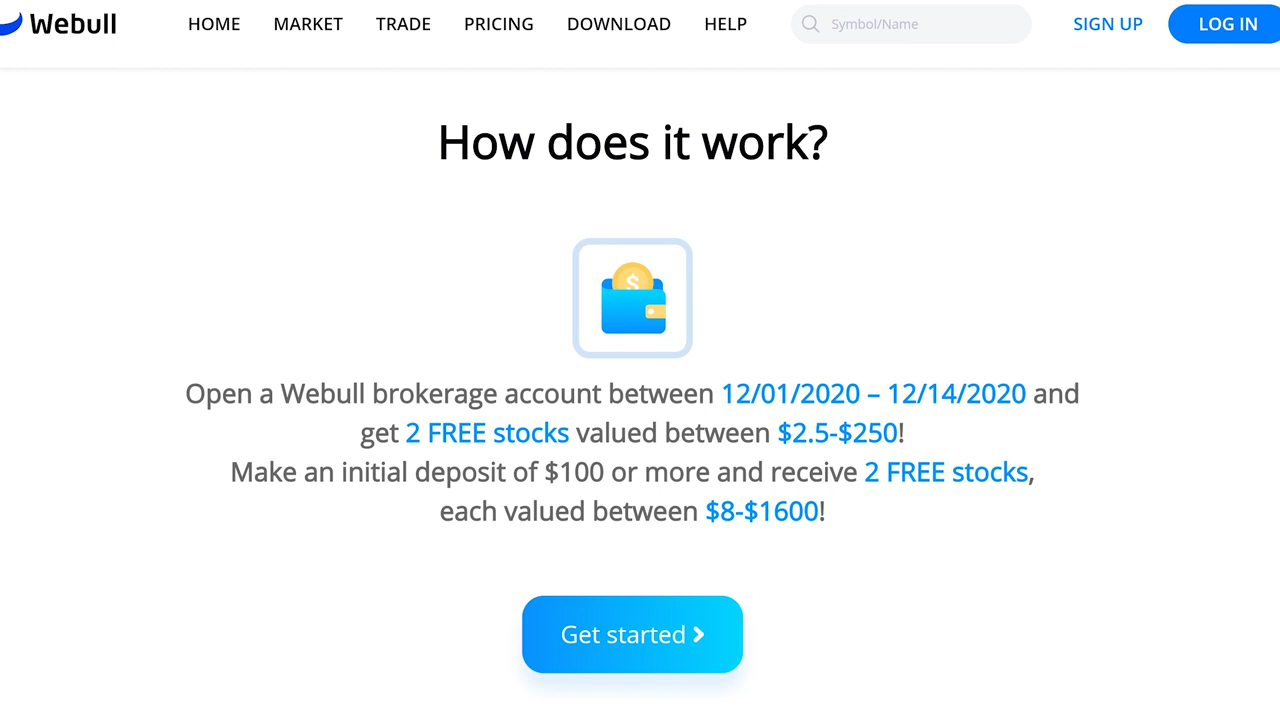 Webull HOME MARKET TRADE PRICING DOWNLOAD HELP Symbol/Name SIGN UP LOG IN
How does it work?
$
Open a Webull brokerage account between 12/01/2020 – 12/14/2020 and
get 2 FREE stocks valued between $2.5-$250!
Make an initial deposit of $100 or more and receive 2 FREE stocks,
each valued between $8-$1600!
Get started